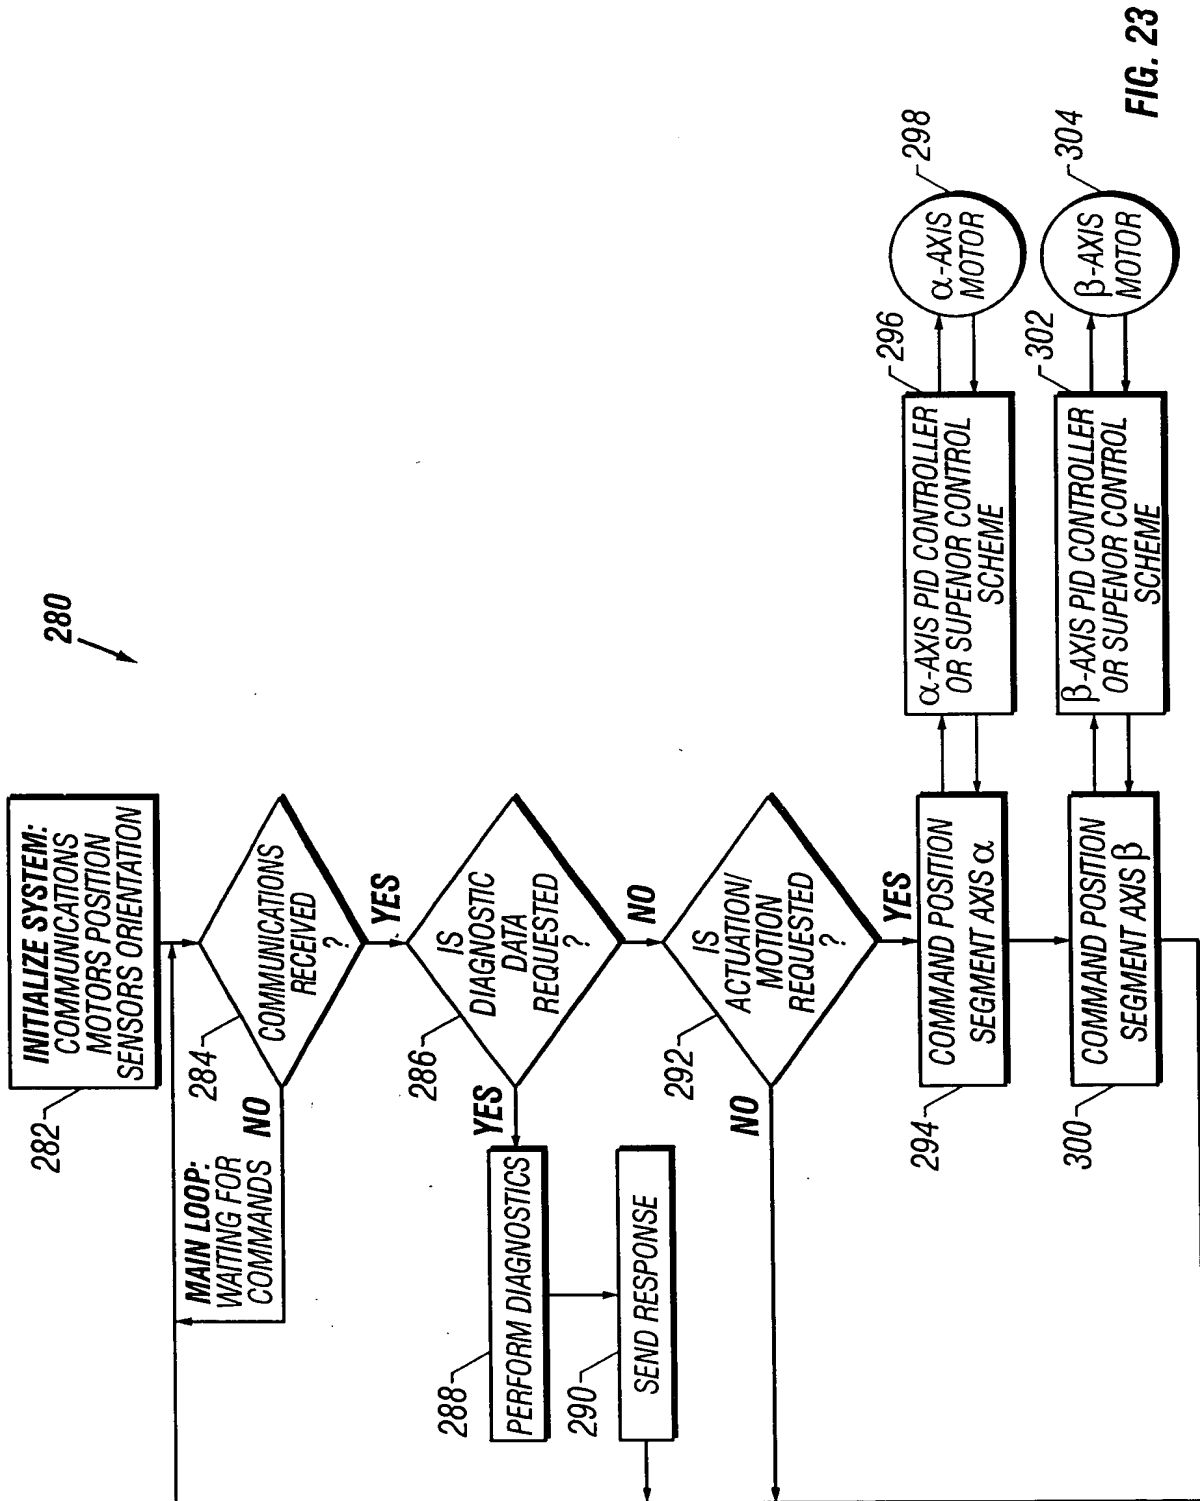 280
INITIALIZE SYSTEM:
COMMUNICATIONS
MOTORS POSITION
SENSORS ORIENTATION
282
MAIN LOOP:
WAITING FOR
COMMANDS
NO
284
COMMUNICATIONS
RECEIVED
?
YES
286
IS
DIAGNOSTIC
DATA
REQUESTED
?
YES
288
PERFORM DIAGNOSTICS
290
SEND RESPONSE
NO
292
IS
ACTUATION/
MOTION
REQUESTED
?
NO
YES
294
COMMAND POSITION
SEGMENT AXIS α
296
α-AXIS PID CONTROLLER
OR SUPENOR CONTROL
SCHEME
298
α-AXIS
MOTOR
300
COMMAND POSITION
SEGMENT AXIS β
302
β-AXIS PID CONTROLLER
OR SUPENOR CONTROL
SCHEME
304
β-AXIS
MOTOR
FIG. 23